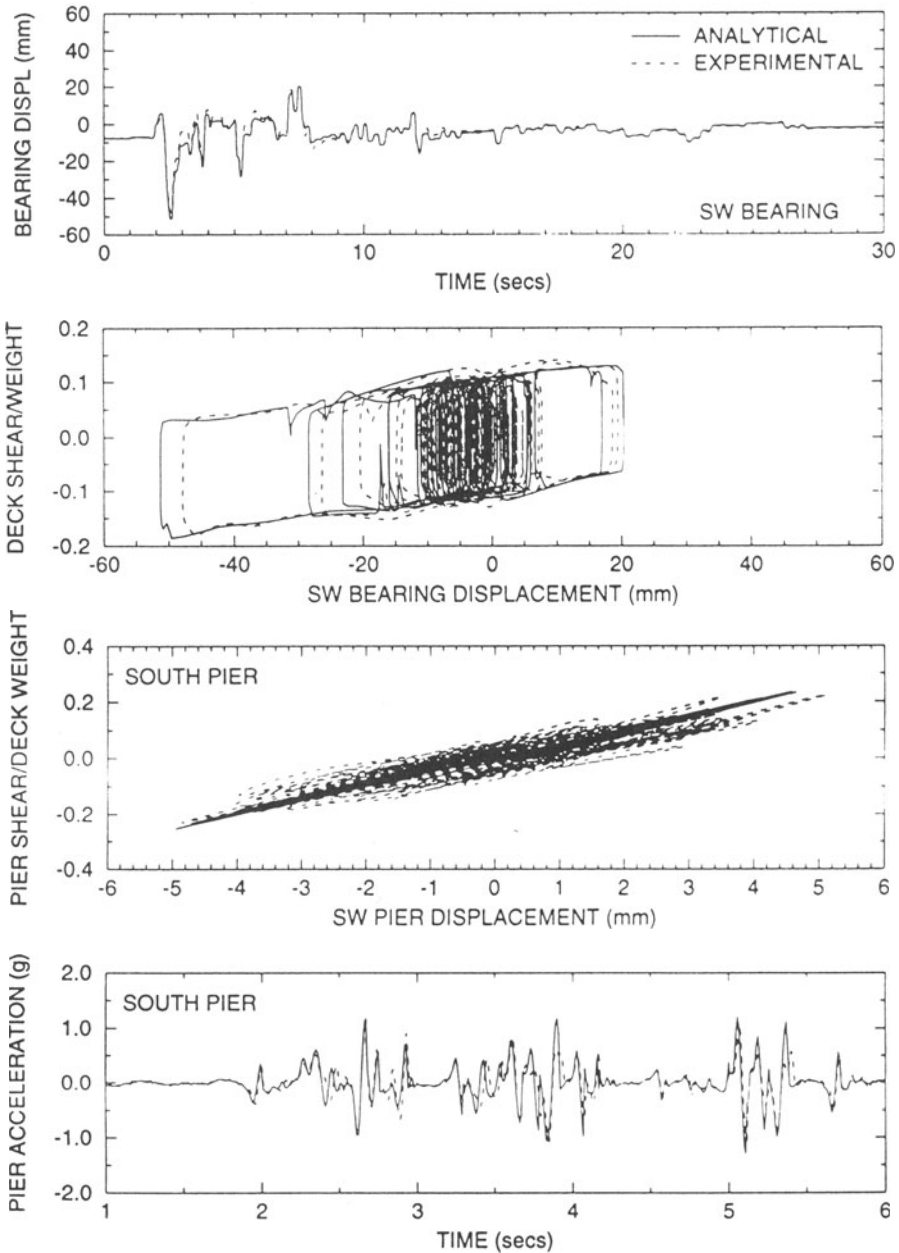 BEARING DISPL (mm)
60
40
20
0
-20
-40
-60
ANALYTICAL
EXPERIMENTAL
SW BEARING
0 10 20 30
TIME (secs)
DECK SHEAR/WEIGHT
0.2
0.1
0.0
-0.1
-0.2
-60 -40 -20 0 20 40 60
SW BEARING DISPLACEMENT (mm)
PIER SHEAR/DECK WEIGHT
0.4
0.2
0.0
-0.2
-0.4
SOUTH PIER
-6 -5 -4 -3 -2 -1 0 1 2 3 4 5 6
SW PIER DISPLACEMENT (mm)
PIER ACCELERATION (g)
2.0
1.0
0.0
-1.0
-2.0
SOUTH PIER
1 2 3 4 5 6
TIME (secs)